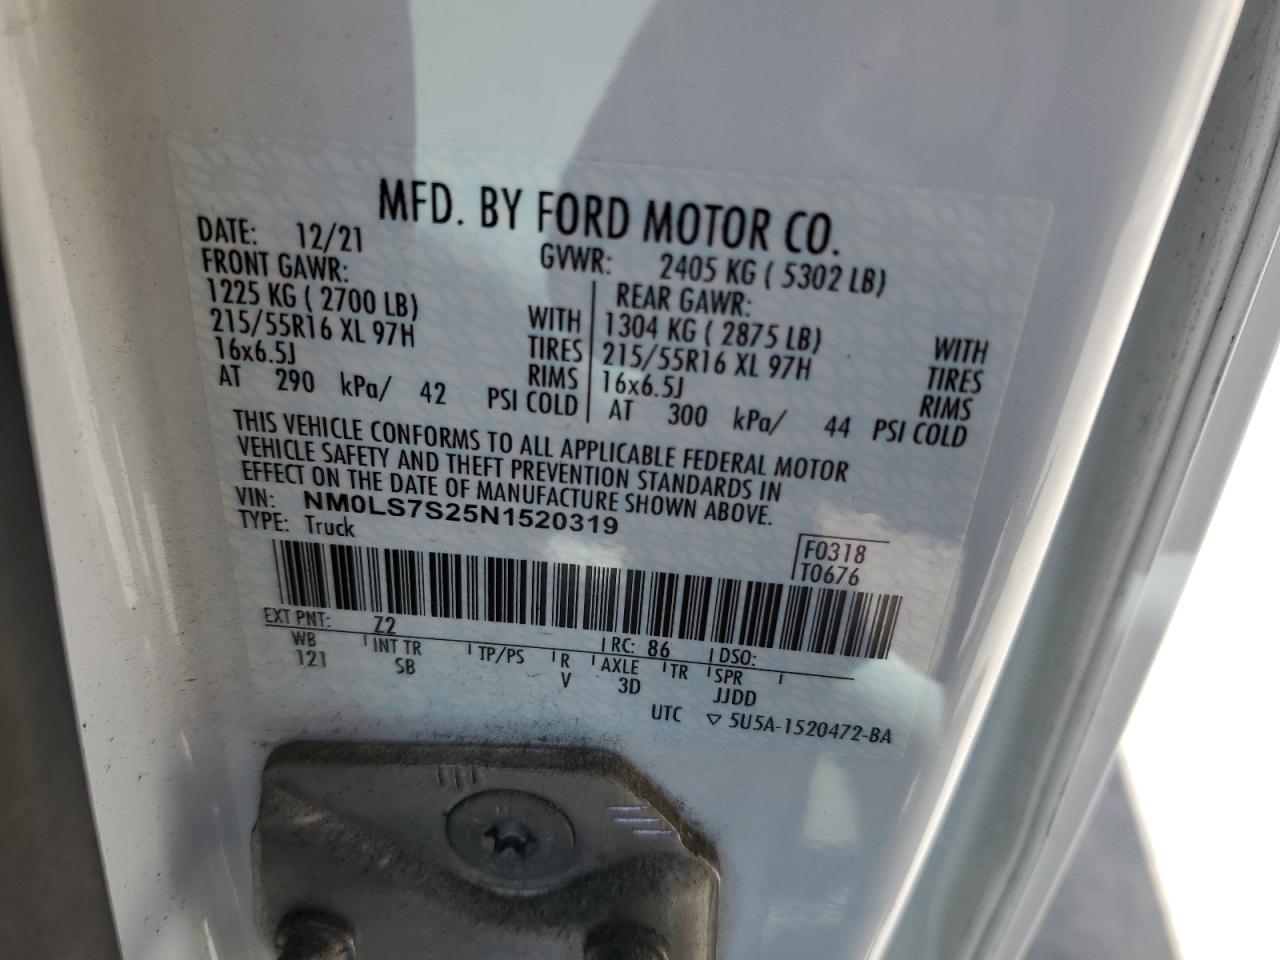 MFD. BY FORD MOTOR CO.
DATE: 12/21 GVWR: 2405 KG ( 5302 LB)
FRONT GAWR: REAR GAWR:
1225 KG ( 2700 LB) WITH 1304 KG ( 2875 LB) WITH
215/55R16 XL 97H TIRES 215/55R16 XL 97H TIRES
16x6.5J RIMS 16x6.5J RIMS
AT 290 kPa/ 42 PSI COLD AT 300 kPa/ 44 PSI COLD
THIS VEHICLE CONFORMS TO ALL APPLICABLE FEDERAL MOTOR
VEHICLE SAFETY AND THEFT PREVENTION STANDARDS IN
EFFECT ON THE DATE OF MANUFACTURE SHOWN ABOVE.
VIN: NM0LS7S25N1520319
TYPE: Truck
F0318
T0676
EXT PNT: Z2 RC: 86 DSO:
WB INT TR TP/PS R AXLE TR SPR
121 SB V 3D JJDD
UTC ▽ 5U5A-1520472-BA